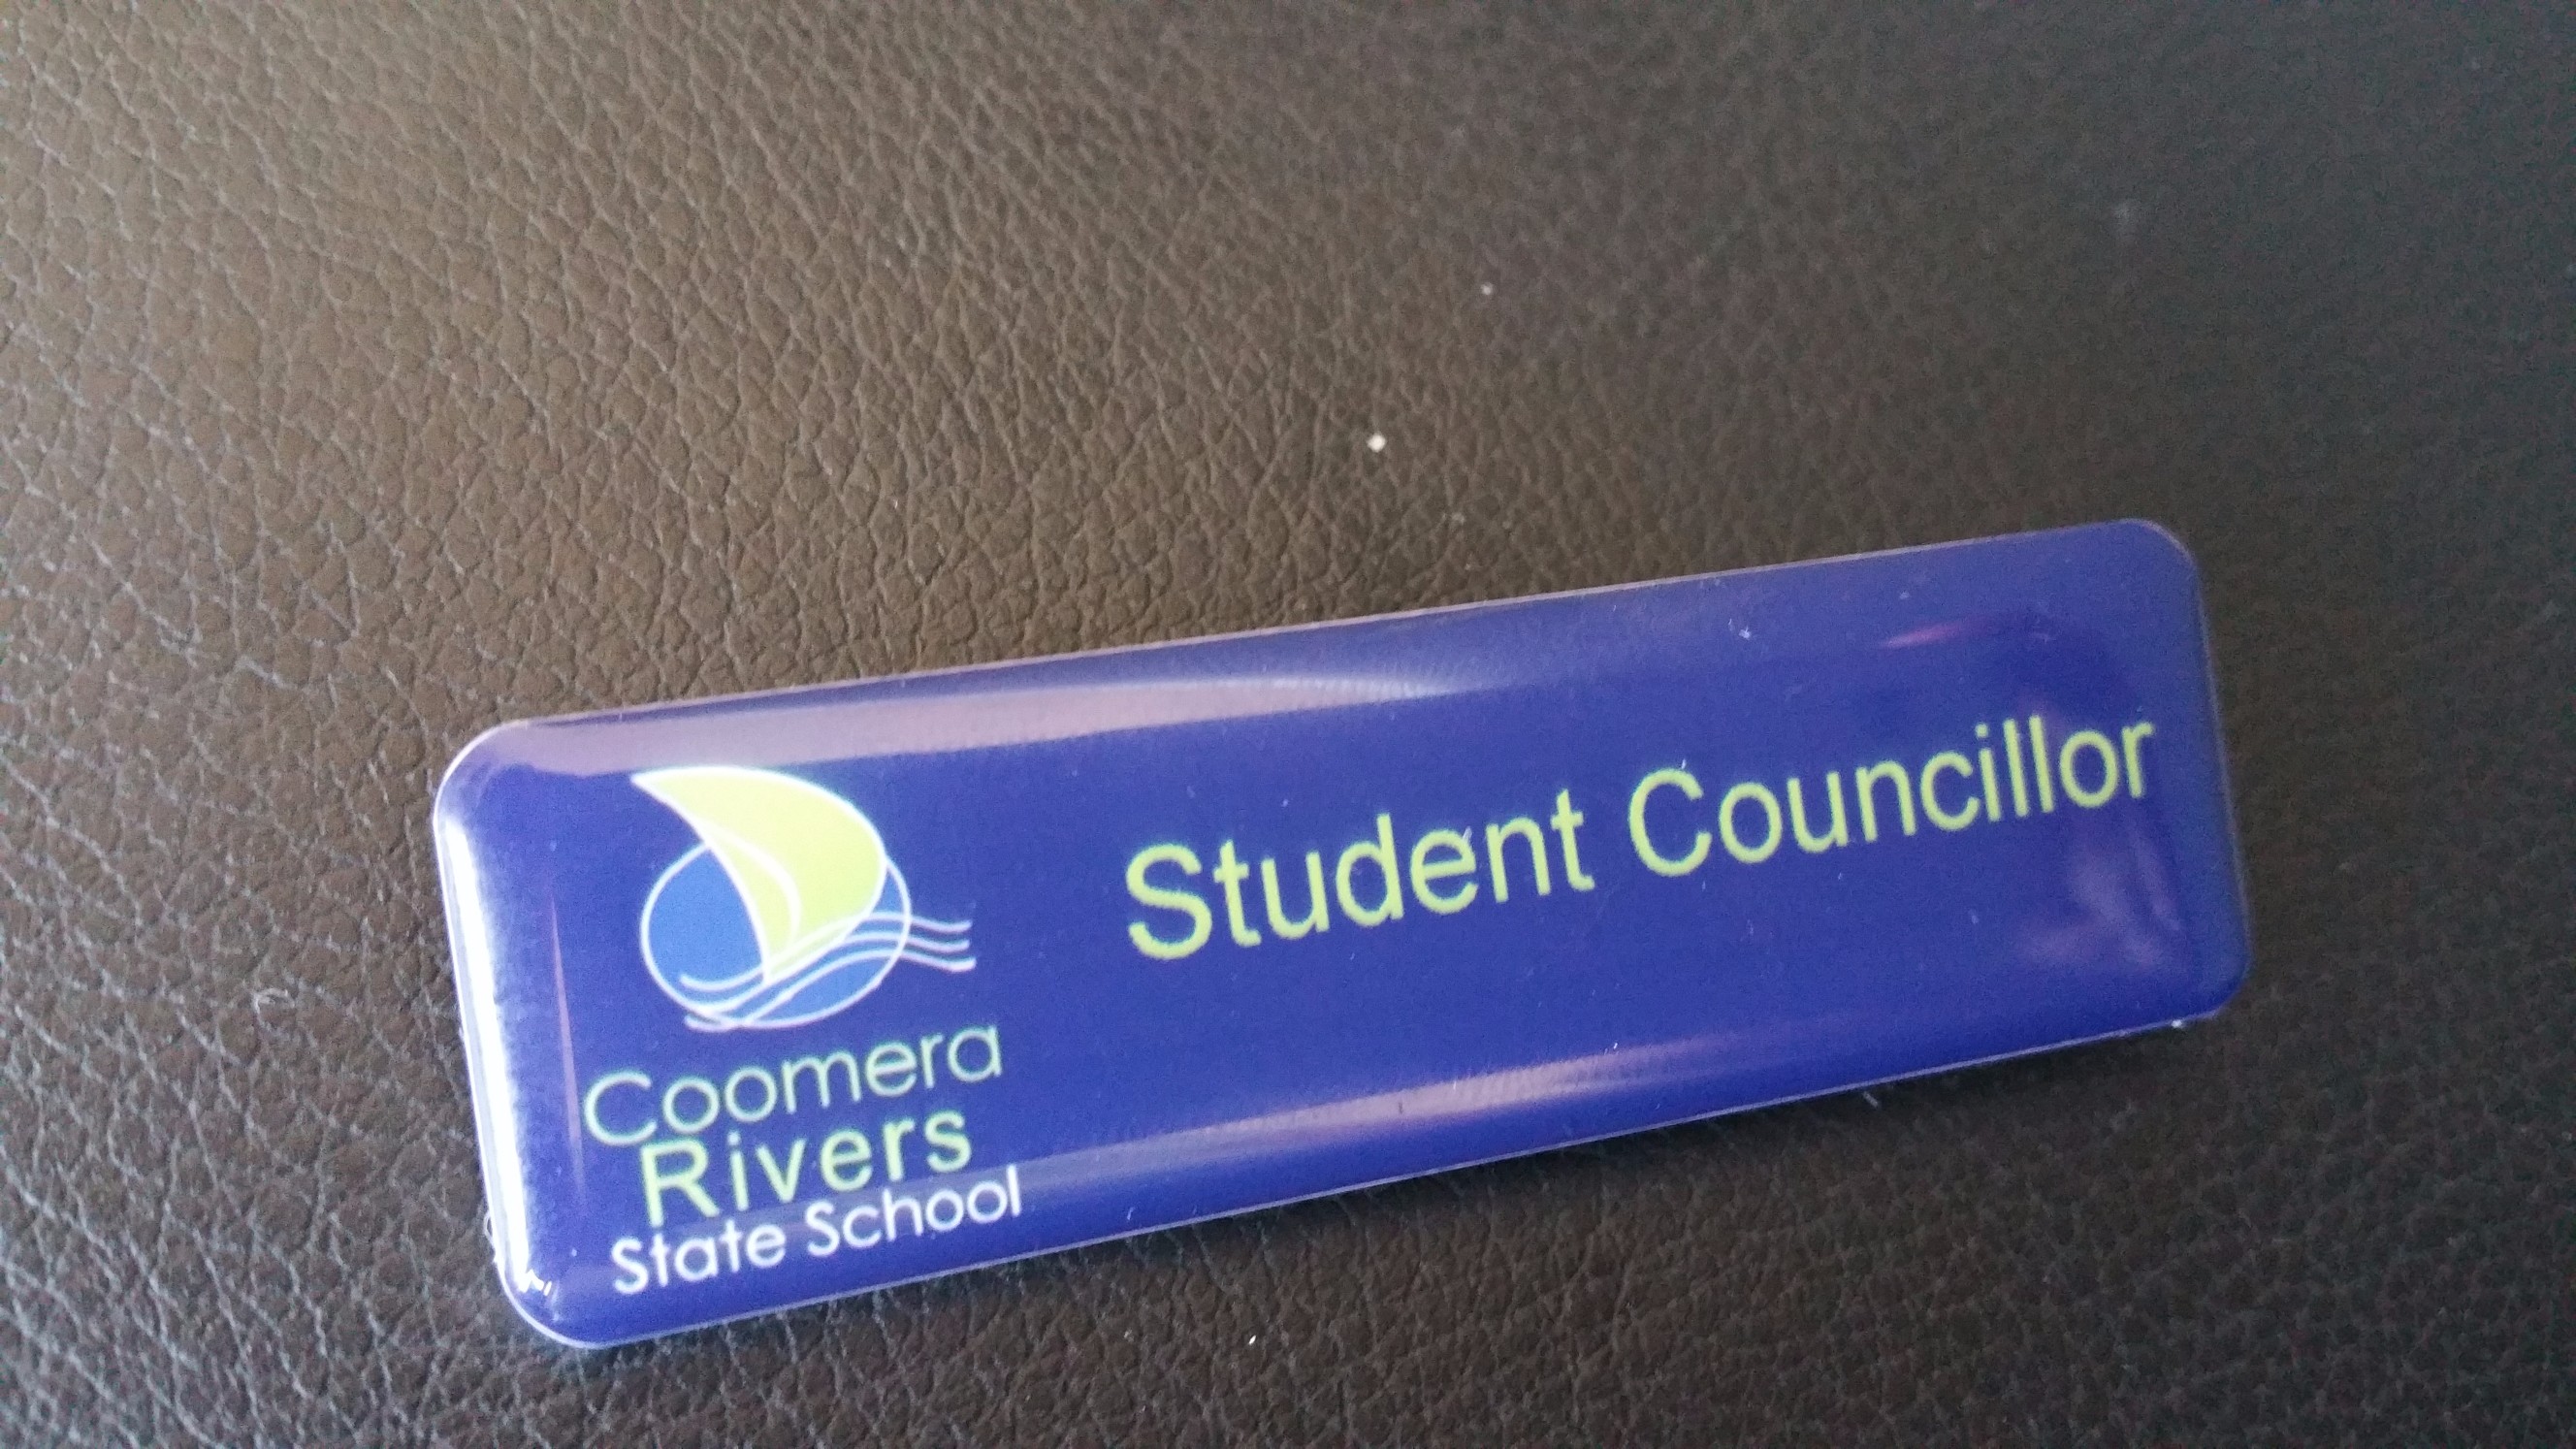 Student Councillor
Coomera
Rivers
State School